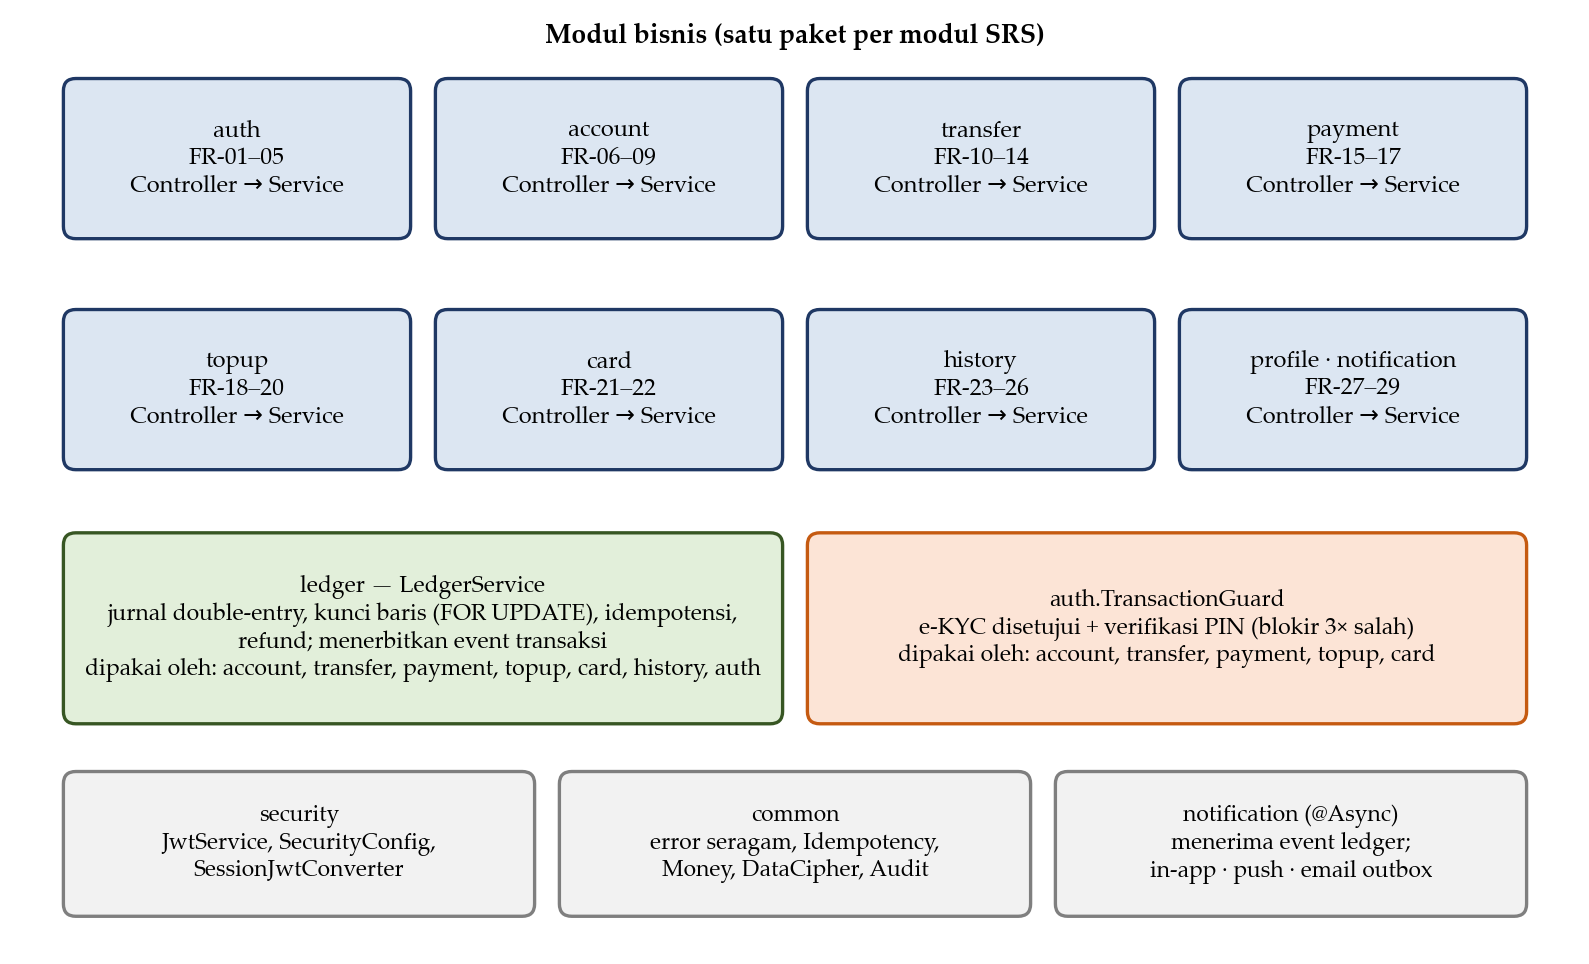 Modul bisnis (satu paket per modul SRS)
auth
FR-01–05
Controller → Service
account
FR-06–09
Controller → Service
transfer
FR-10–14
Controller → Service
payment
FR-15–17
Controller → Service
topup
FR-18–20
Controller → Service
card
FR-21–22
Controller → Service
history
FR-23–26
Controller → Service
profile · notification
FR-27–29
Controller → Service
ledger — LedgerService
jurnal double-entry, kunci baris (FOR UPDATE), idempotensi,
refund; menerbitkan event transaksi
dipakai oleh: account, transfer, payment, topup, card, history, auth
auth.TransactionGuard
e-KYC disetujui + verifikasi PIN (blokir 3× salah)
dipakai oleh: account, transfer, payment, topup, card
security
JwtService, SecurityConfig,
SessionJwtConverter
common
error seragam, Idempotency,
Money, DataCipher, Audit
notification (@Async)
menerima event ledger;
in-app · push · email outbox